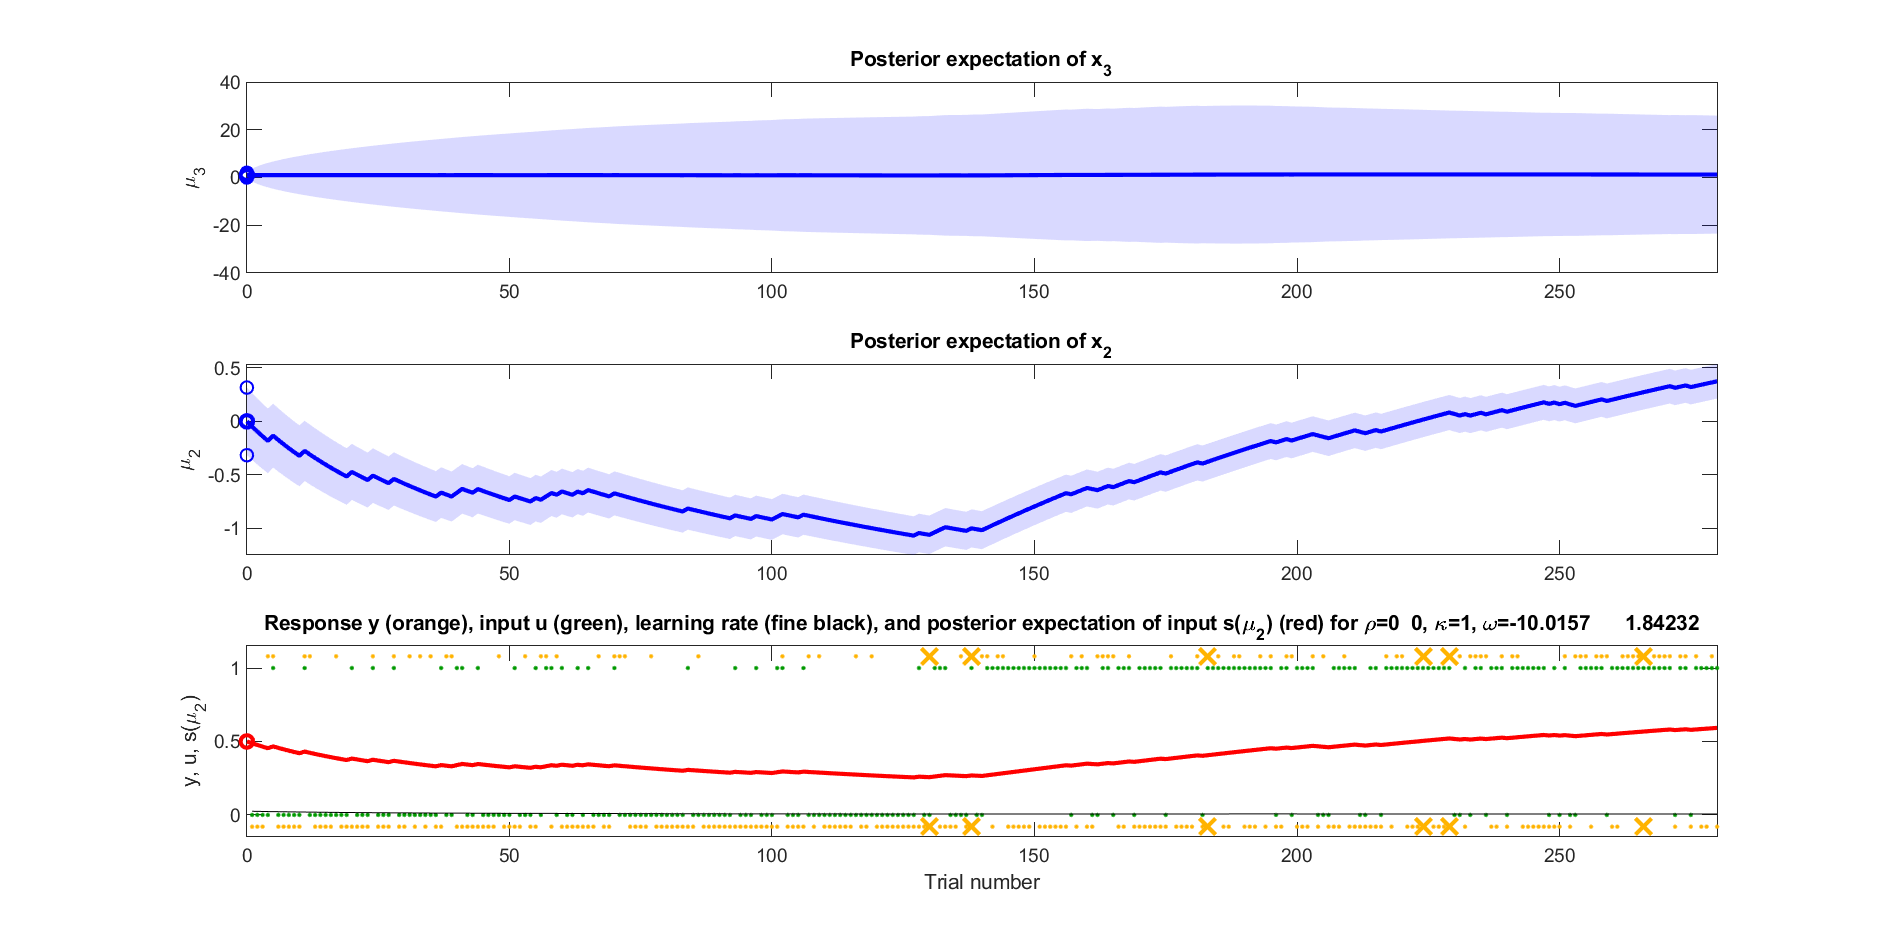 Posterior expectation of x3
40
20
0
-20
-40
μ3
0 50 100 150 200 250
Posterior expectation of x2
0.5
0
-0.5
-1
μ2
0 50 100 150 200 250
Response y (orange), input u (green), learning rate (fine black), and posterior expectation of input s(μ2) (red) for ρ=0 0, κ=1, ω=-10.0157 1.84232
1
0.5
0
y, u, s(μ2)
0 50 100 150 200 250
Trial number